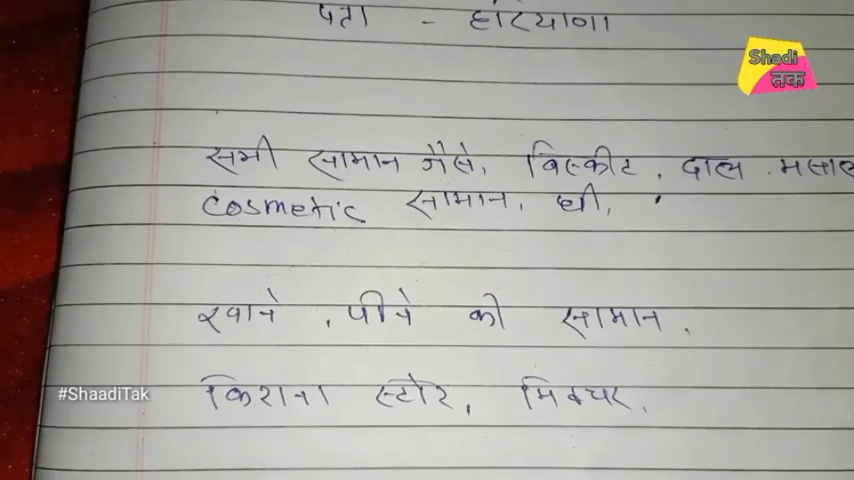 पता - हरियाणा
Shadi
तक
सभी सामान जैसे, बिस्कीट, दाल मसाल
cosmetic सामान, घी,
खाने, पीने को सामान,
#ShaadiTak
किराना स्टोर, मिक्चर,